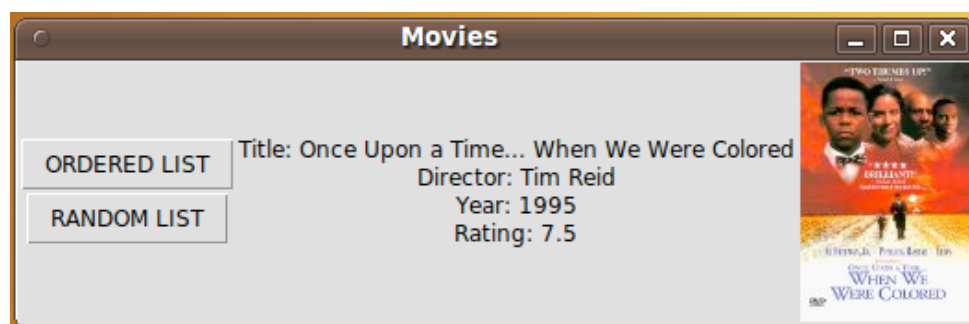 Movies
ORDERED LIST
RANDOM LIST
Title: Once Upon a Time... When We Were Colored
Director: Tim Reid
Year: 1995
Rating: 7.5
"TWO THUMBS UP!"
BRILLIANT!
ONCE UPON A TIME...
WHEN WE
WERE COLORED
DVD